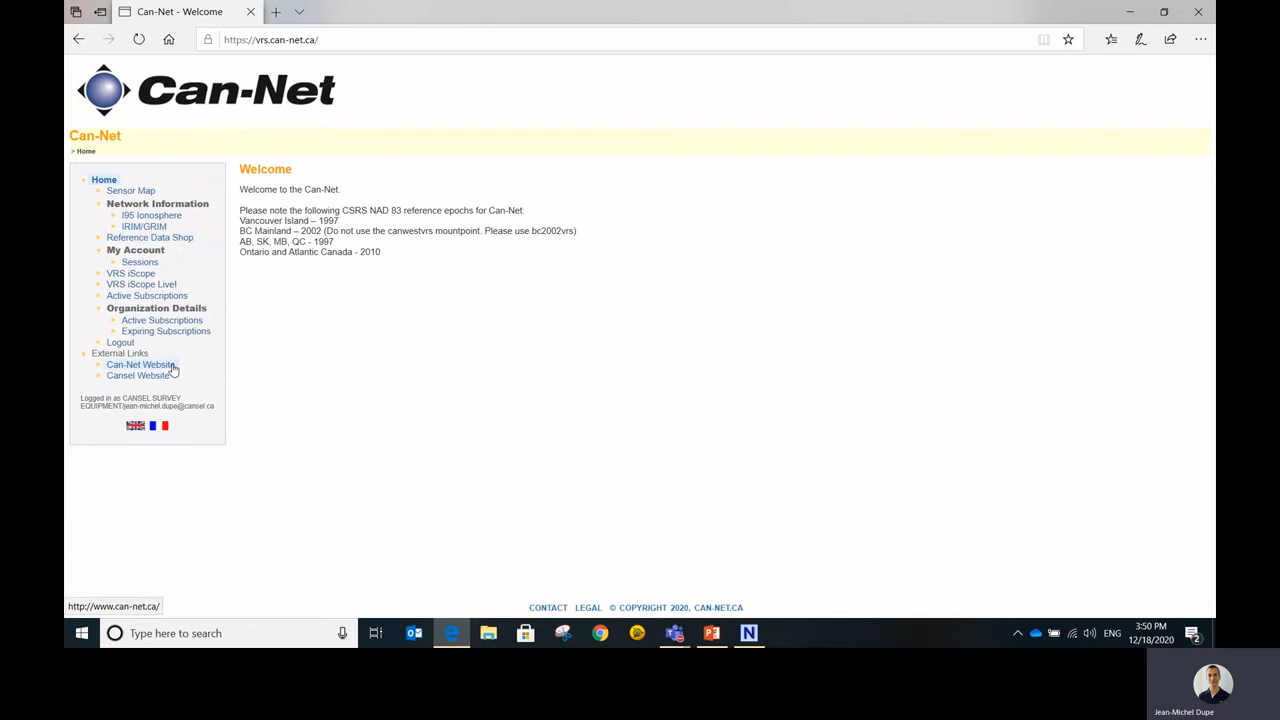 Can-Net - Welcome
https://vrs.can-net.ca/
Can-Net
Can-Net
> Home
Home
Sensor Map
Network Information
I95 Ionosphere
IRIM/GRIM
Reference Data Shop
My Account
Sessions
VRS iScope
VRS iScope Live!
Active Subscriptions
Organization Details
Active Subscriptions
Expiring Subscriptions
Logout
External Links
Can-Net Website
Cansel Website
Logged in as CANSEL SURVEY
EQUIPMENT/jean-michel.dupe@cansel.ca
Welcome
Welcome to the Can-Net.
Please note the following CSRS NAD 83 reference epochs for Can-Net:
Vancouver Island – 1997
BC Mainland – 2002 (Do not use the canwestvrs mountpoint. Please use bc2002vrs)
AB, SK, MB, QC - 1997
Ontario and Atlantic Canada - 2010
http://www.can-net.ca/
CONTACT LEGAL © COPYRIGHT 2020, CAN-NET.CA
Type here to search
ENG
3:50 PM
12/18/2020
2
Jean-Michel Dupe